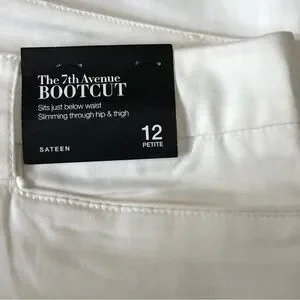 The 7th Avenue
BOOTCUT
Sits just below waist
Slimming through hip & thigh
12
PETITE
SATEEN